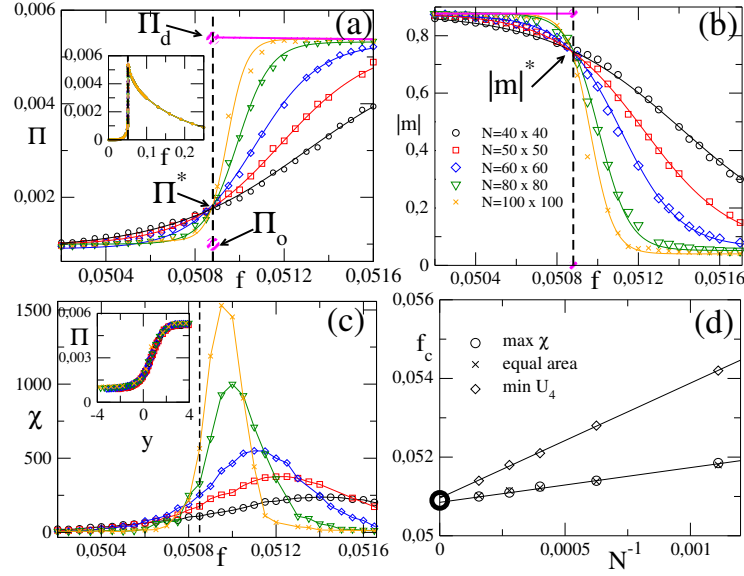 (a)
0,006
0,004
0,002
Π
Π_d
Π^*
Π_o
0,006
0,004
0,002
0
0 0,1 0,2
f
0,0504 0,0508 0,0512 0,0516
f
(b)
0.8
0.6
0.4
0.2
0
|m|
|m|^*
N=40 x 40
N=50 x 50
N=60 x 60
N=80 x 80
N=100 x 100
0,0504 0,0508 0,0512 0,0516
f
(c)
1500
1000
500
0
χ
0,006
0,003
0
Π
-4 0 4
y
0,0504 0,0508 0,0512 0,0516
f
(d)
0,056
0,054
0,052
0,05
f_c
max χ
equal area
min U_4
0 0,0005 0,001
N^-1